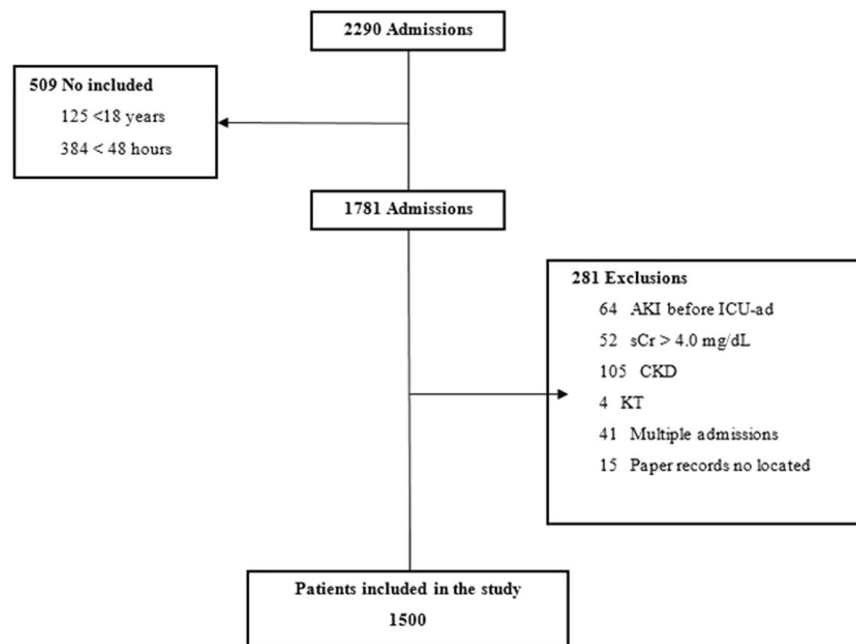 2290 Admissions
509 No included
125 <18 years
384 < 48 hours
1781 Admissions
281 Exclusions
64 AKI before ICU-ad
52 sCr > 4.0 mg/dL
105 CKD
4 KT
41 Multiple admissions
15 Paper records no located
Patients included in the study
1500